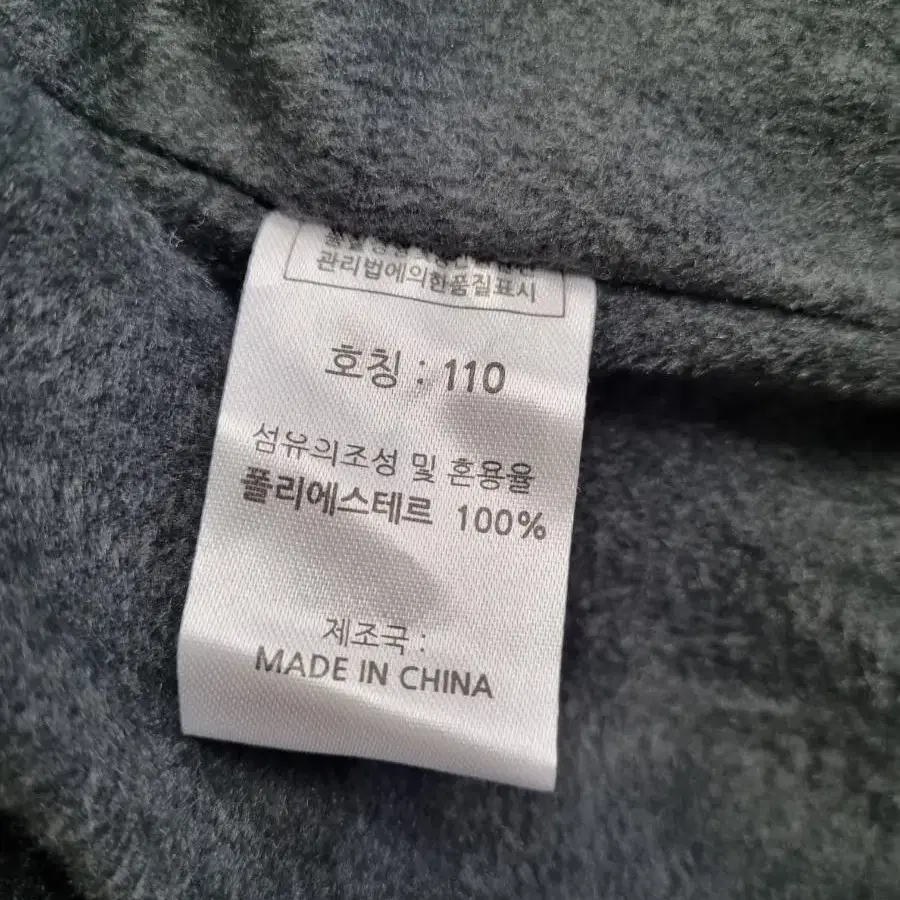 관리법에의한품질표시
호칭 : 110
섬유의조성 및 혼용율
폴리에스테르 100%
제조국 :
MADE IN CHINA